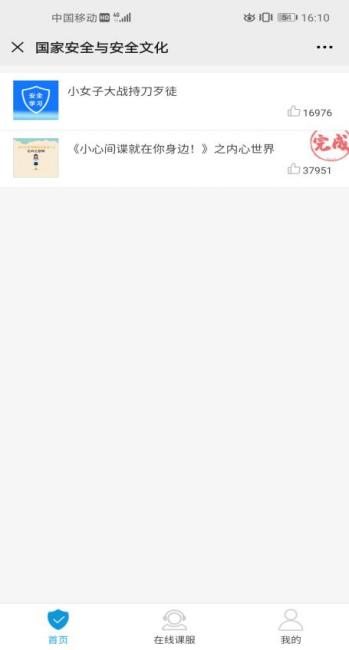 中国移动 HD 4G 54 16:10
国家安全与安全文化
安全
学习
小女子大战持刀歹徒
16976
《小心间谍就在你身边！》之内心世界
完成
37951
首页
在线课服
我的